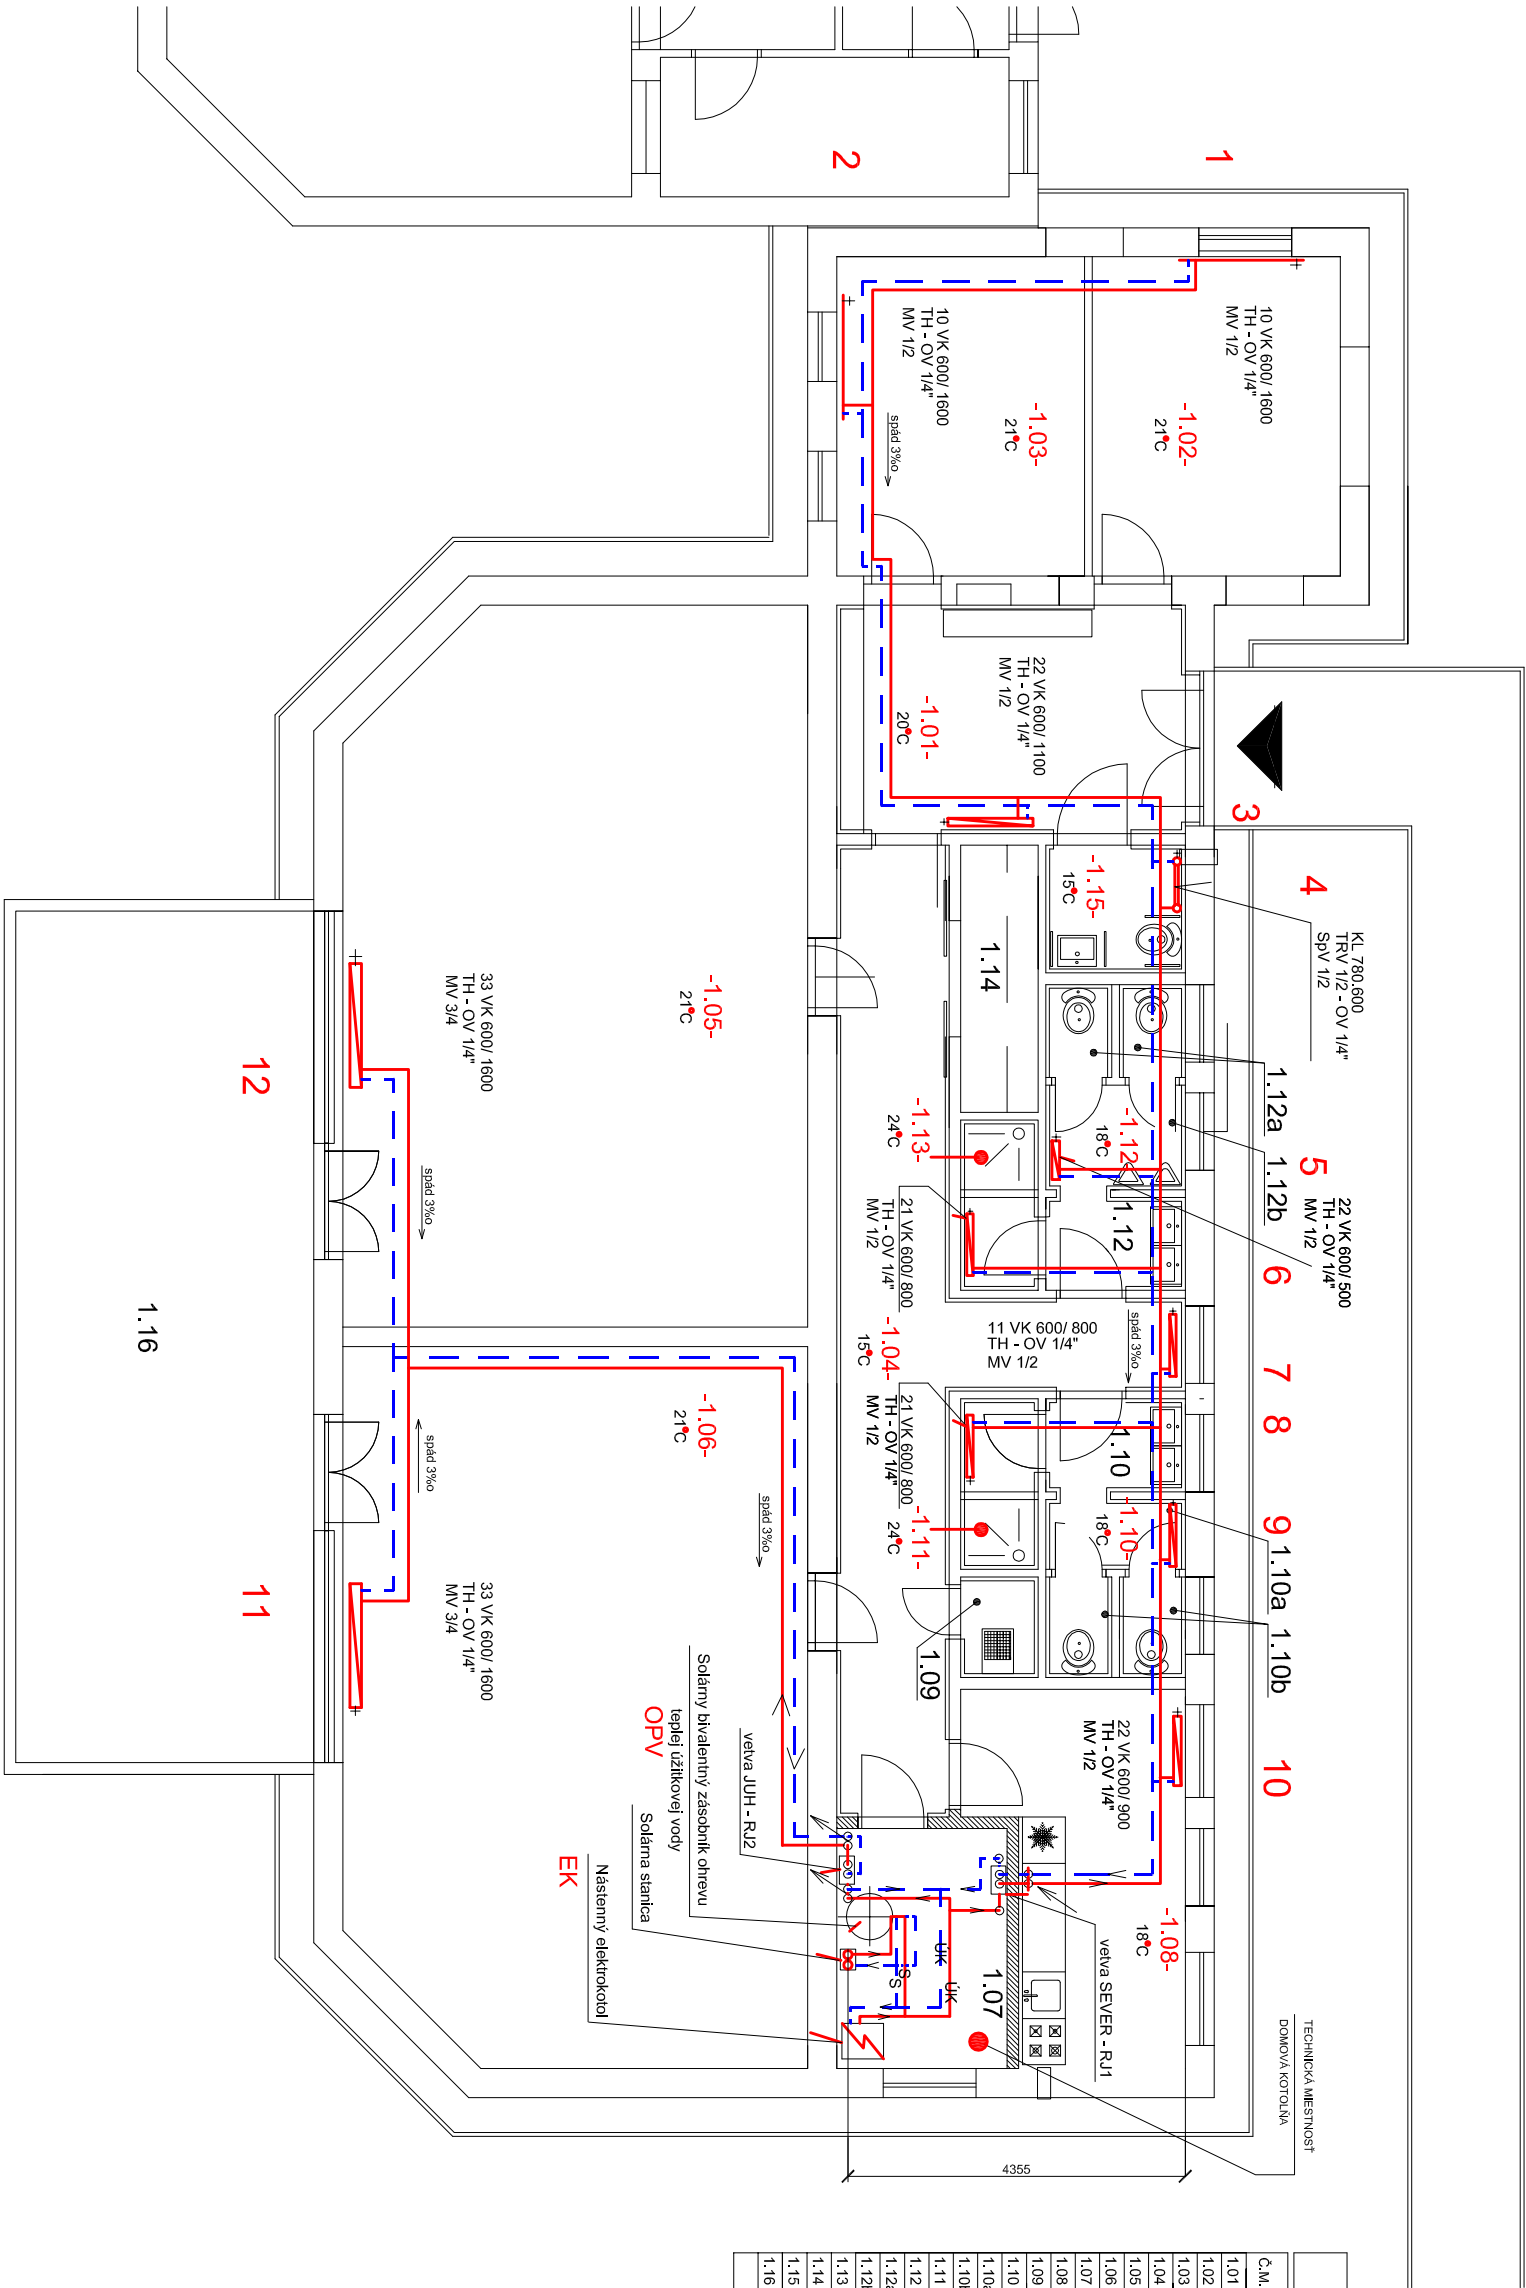 1
2
3
4
5
6
7
8
9
10
11
12
10 VK 600/ 1600
TH - OV 1/4"
MV 1/2
-1.02-
21°C
10 VK 600/ 1600
TH - OV 1/4"
MV 1/2
-1.03-
21°C
spád 3%o
22 VK 600/ 1100
TH - OV 1/4"
MV 1/2
-1.01-
20°C
KL 780.600
TRV 1/2 - OV 1/4"
SpV 1/2
-1.15-
15°C
1.14
1.12a
1.12b
22 VK 600/ 500
TH - OV 1/4"
MV 1/2
-1.12-
18°C
1.12
-1.13-
24°C
21 VK 600/ 800
TH - OV 1/4"
MV 1/2
11 VK 600/ 800
TH - OV 1/4"
MV 1/2
spád 3%o
-1.04-
15°C
21 VK 600/ 800
TH - OV 1/4"
MV 1/2
1.10
-1.10-
18°C
1.10a
1.10b
-1.11-
24°C
1.09
22 VK 600/ 900
TH - OV 1/4"
MV 1/2
-1.08-
18°C
vetva SEVER - RJ1
TECHNICKÁ MIESTNOSŤ
DOMOVÁ KOTOLŇA
1.07
ÚK
ÚK
SS
4355
33 VK 600/ 1600
TH - OV 1/4"
MV 3/4
-1.05-
21°C
spád 3%o
1.16
-1.06-
21°C
spád 3%o
spád 3%o
33 VK 600/ 1600
TH - OV 1/4"
MV 3/4
vetva JUH - RJ2
Solárny bivalentný zásobník ohrevu
teplej úžitkovej vody
OPV
Solárna stanica
EK
Nástenný elektrokotol
Č.M.
1.01
1.02
1.03
1.04
1.05
1.06
1.07
1.08
1.09
1.10
1.10a
1.10b
1.11
1.12
1.12a
1.12b
1.13
1.14
1.15
1.16